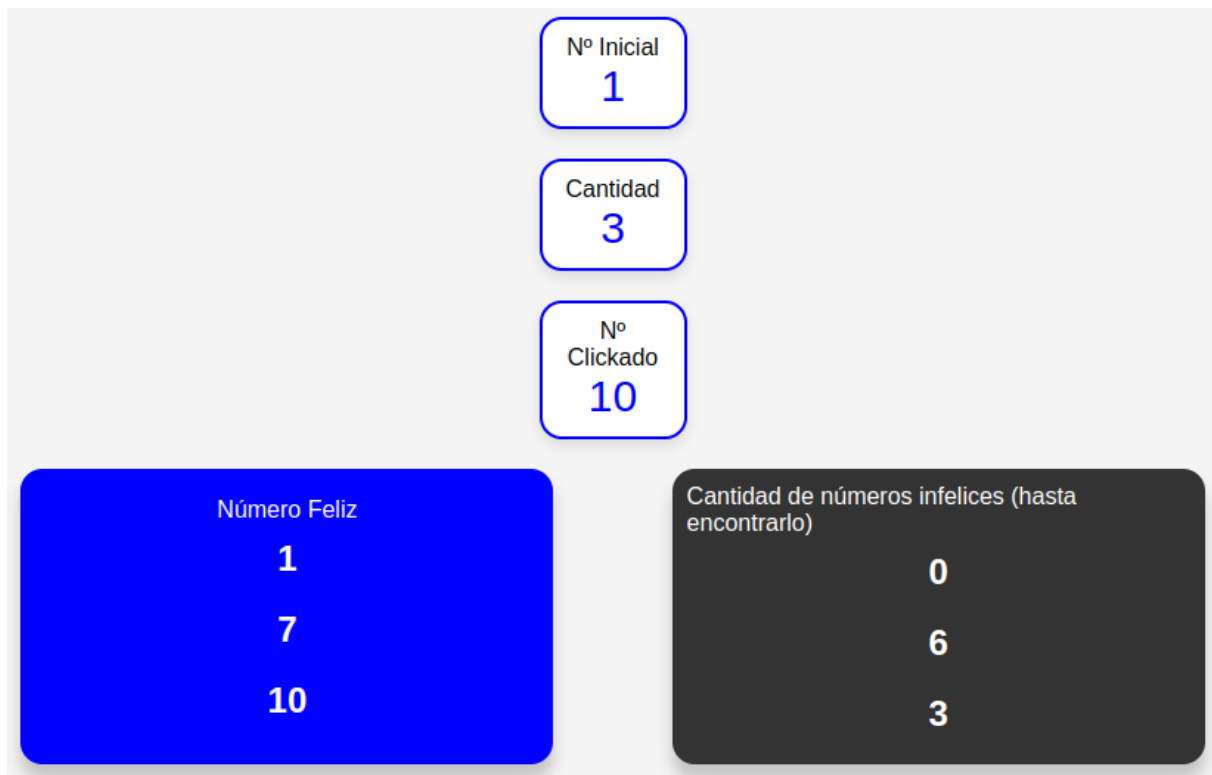 Nº Inicial
1
Cantidad
3
Nº
Clickado
10
Número Feliz
1
7
10
Cantidad de números infelices (hasta
encontrarlo)
0
6
3